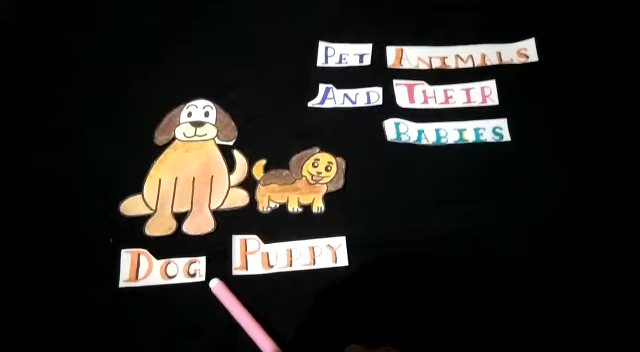 PET ANIMALS
AND THEIR
BABIES
DOG PUPPY